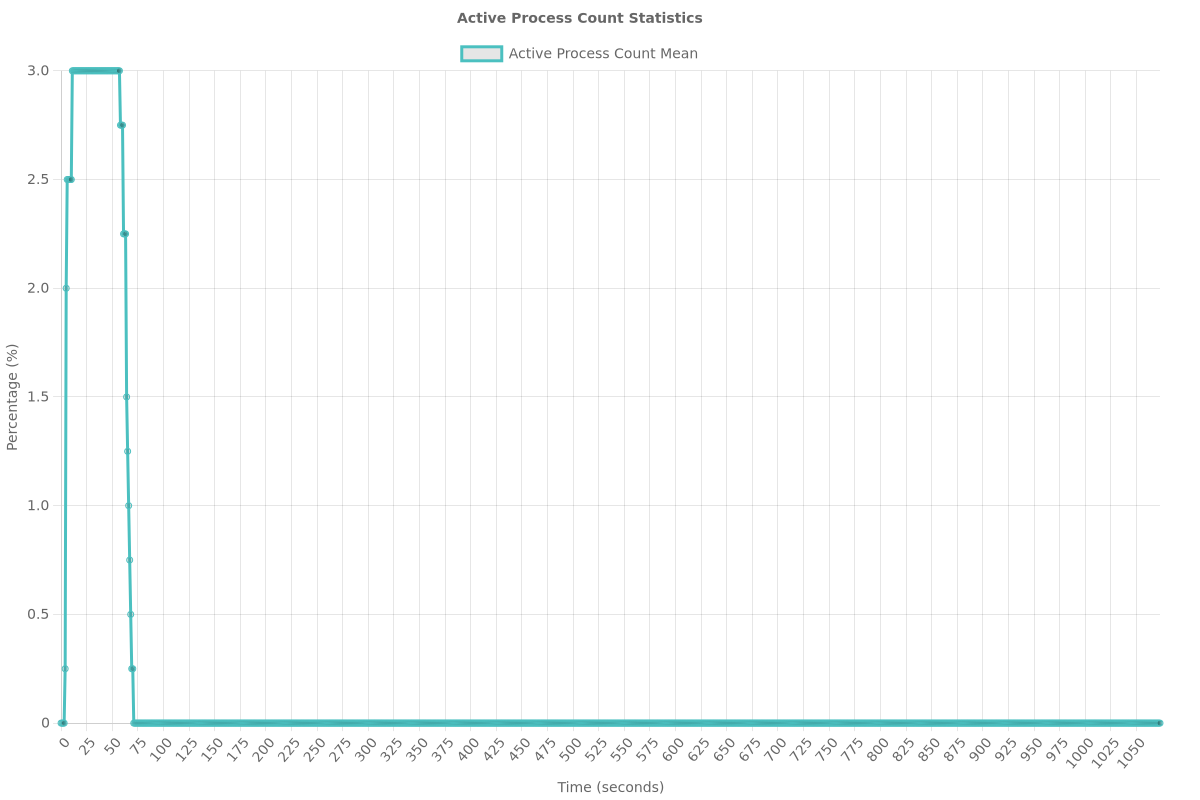 Active Process Count Statistics
Active Process Count Mean
3.0
2.5
2.0
1.5
1.0
0.5
0
Percentage (%)
0 25 50 75 100 125 150 175 200 225 250 275 300 325 350 375 400 425 450 475 500 525 550 575 600 625 650 675 700 725 750 775 800 825 850 875 900 925 950 975 1000 1025 1050
Time (seconds)